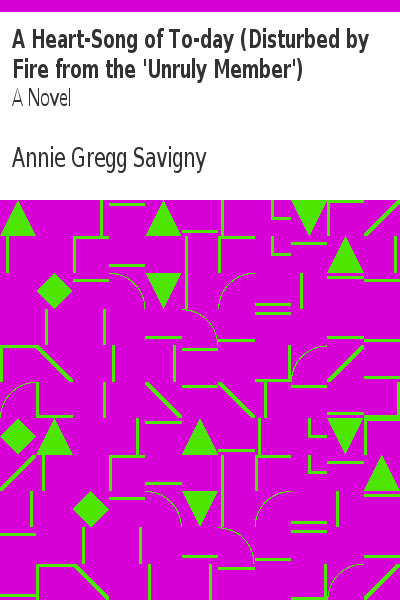 A Heart-Song of To-day (Disturbed by
Fire from the 'Unruly Member')
A Novel
Annie Gregg Savigny